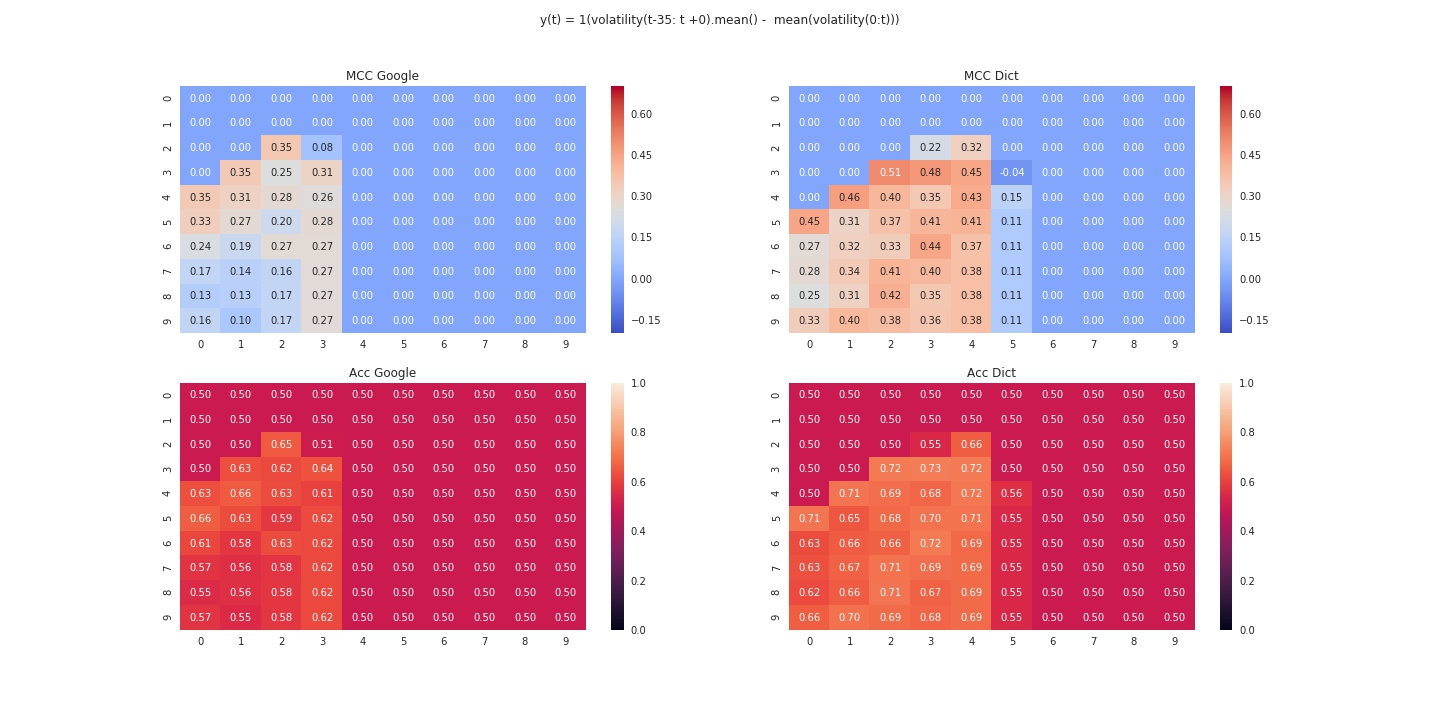 y(t) = 1(volatility(t-35: t +0).mean() -  mean(volatility(0:t)))
MCC Google
0 0.00 0.00 0.00 0.00 0.00 0.00 0.00 0.00 0.00 0.00
1 0.00 0.00 0.00 0.00 0.00 0.00 0.00 0.00 0.00 0.00
2 0.00 0.00 0.35 0.08 0.00 0.00 0.00 0.00 0.00 0.00
3 0.00 0.35 0.25 0.31 0.00 0.00 0.00 0.00 0.00 0.00
4 0.35 0.31 0.28 0.26 0.00 0.00 0.00 0.00 0.00 0.00
5 0.33 0.27 0.20 0.28 0.00 0.00 0.00 0.00 0.00 0.00
6 0.24 0.19 0.27 0.27 0.00 0.00 0.00 0.00 0.00 0.00
7 0.17 0.14 0.16 0.27 0.00 0.00 0.00 0.00 0.00 0.00
8 0.13 0.13 0.17 0.27 0.00 0.00 0.00 0.00 0.00 0.00
9 0.16 0.10 0.17 0.27 0.00 0.00 0.00 0.00 0.00 0.00
0 1 2 3 4 5 6 7 8 9
0.60
0.45
0.30
0.15
0.00
−0.15
MCC Dict
0 0.00 0.00 0.00 0.00 0.00 0.00 0.00 0.00 0.00 0.00
1 0.00 0.00 0.00 0.00 0.00 0.00 0.00 0.00 0.00 0.00
2 0.00 0.00 0.00 0.22 0.32 0.00 0.00 0.00 0.00 0.00
3 0.00 0.00 0.51 0.48 0.45 -0.04 0.00 0.00 0.00 0.00
4 0.00 0.46 0.40 0.35 0.43 0.15 0.00 0.00 0.00 0.00
5 0.45 0.31 0.37 0.41 0.41 0.11 0.00 0.00 0.00 0.00
6 0.27 0.32 0.33 0.44 0.37 0.11 0.00 0.00 0.00 0.00
7 0.28 0.34 0.41 0.40 0.38 0.11 0.00 0.00 0.00 0.00
8 0.25 0.31 0.42 0.35 0.38 0.11 0.00 0.00 0.00 0.00
9 0.33 0.40 0.38 0.36 0.38 0.11 0.00 0.00 0.00 0.00
0 1 2 3 4 5 6 7 8 9
0.60
0.45
0.30
0.15
0.00
−0.15
Acc Google
0 0.50 0.50 0.50 0.50 0.50 0.50 0.50 0.50 0.50 0.50
1 0.50 0.50 0.50 0.50 0.50 0.50 0.50 0.50 0.50 0.50
2 0.50 0.50 0.65 0.51 0.50 0.50 0.50 0.50 0.50 0.50
3 0.50 0.63 0.62 0.64 0.50 0.50 0.50 0.50 0.50 0.50
4 0.63 0.66 0.63 0.61 0.50 0.50 0.50 0.50 0.50 0.50
5 0.66 0.63 0.59 0.62 0.50 0.50 0.50 0.50 0.50 0.50
6 0.61 0.58 0.63 0.62 0.50 0.50 0.50 0.50 0.50 0.50
7 0.57 0.56 0.58 0.62 0.50 0.50 0.50 0.50 0.50 0.50
8 0.55 0.56 0.58 0.62 0.50 0.50 0.50 0.50 0.50 0.50
9 0.57 0.55 0.58 0.62 0.50 0.50 0.50 0.50 0.50 0.50
0 1 2 3 4 5 6 7 8 9
1.0
0.8
0.6
0.4
0.2
0.0
Acc Dict
0 0.50 0.50 0.50 0.50 0.50 0.50 0.50 0.50 0.50 0.50
1 0.50 0.50 0.50 0.50 0.50 0.50 0.50 0.50 0.50 0.50
2 0.50 0.50 0.50 0.55 0.66 0.50 0.50 0.50 0.50 0.50
3 0.50 0.50 0.72 0.73 0.72 0.50 0.50 0.50 0.50 0.50
4 0.50 0.71 0.69 0.68 0.72 0.56 0.50 0.50 0.50 0.50
5 0.71 0.65 0.68 0.70 0.71 0.55 0.50 0.50 0.50 0.50
6 0.63 0.66 0.66 0.72 0.69 0.55 0.50 0.50 0.50 0.50
7 0.63 0.67 0.71 0.69 0.69 0.55 0.50 0.50 0.50 0.50
8 0.62 0.66 0.71 0.67 0.69 0.55 0.50 0.50 0.50 0.50
9 0.66 0.70 0.69 0.68 0.69 0.55 0.50 0.50 0.50 0.50
0 1 2 3 4 5 6 7 8 9
1.0
0.8
0.6
0.4
0.2
0.0